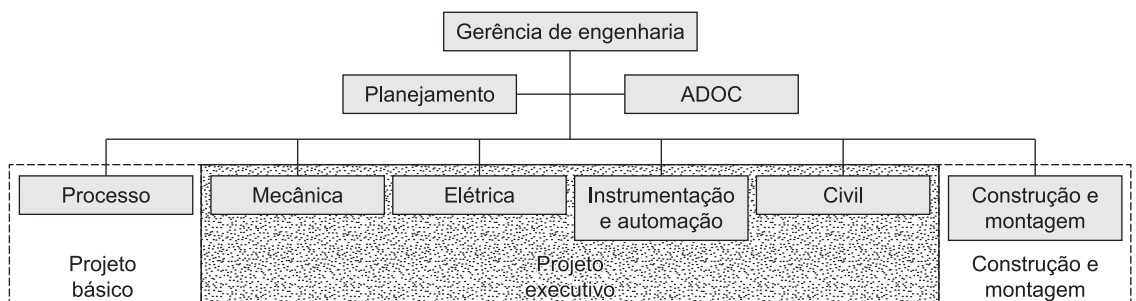 Gerência de engenharia
Planejamento
ADOC
Processo
Mecânica
Elétrica
Instrumentação
e automação
Civil
Construção e
montagem
Projeto
básico
Projeto
executivo
Construção e
montagem